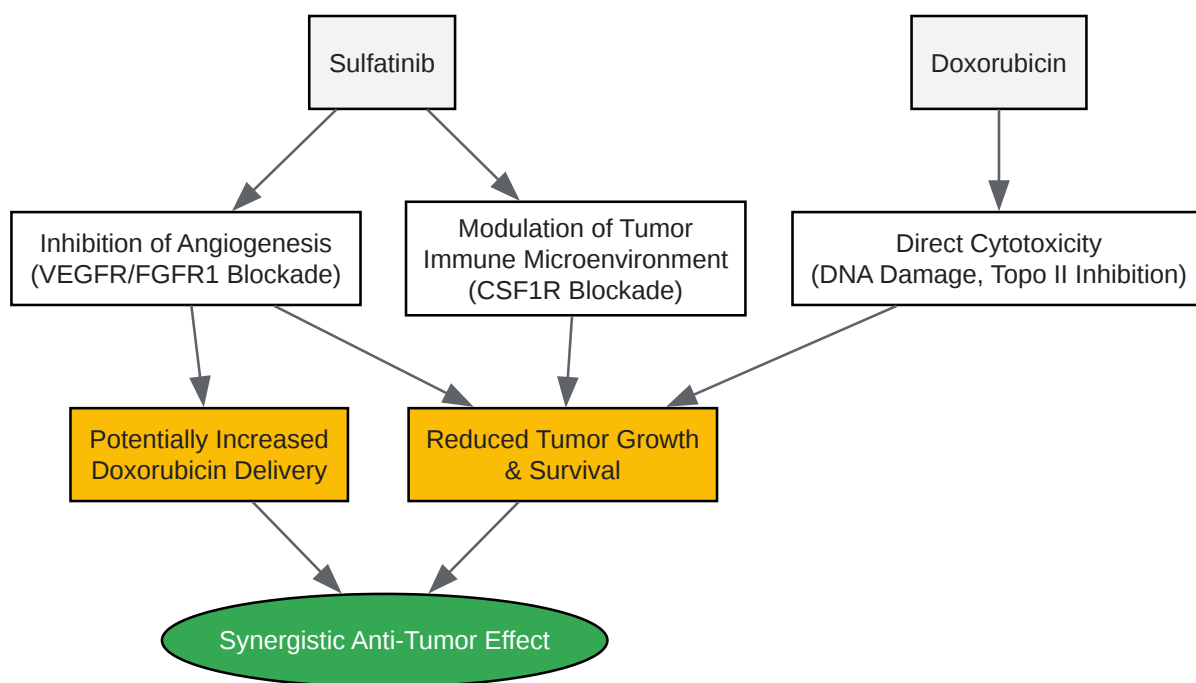 Sulfatinib
Doxorubicin
Inhibition of Angiogenesis
(VEGFR/FGFR1 Blockade)
Modulation of Tumor
Immune Microenvironment
(CSF1R Blockade)
Direct Cytotoxicity
(DNA Damage, Topo II Inhibition)
Potentially Increased
Doxorubicin Delivery
Reduced Tumor Growth
& Survival
Synergistic Anti-Tumor Effect